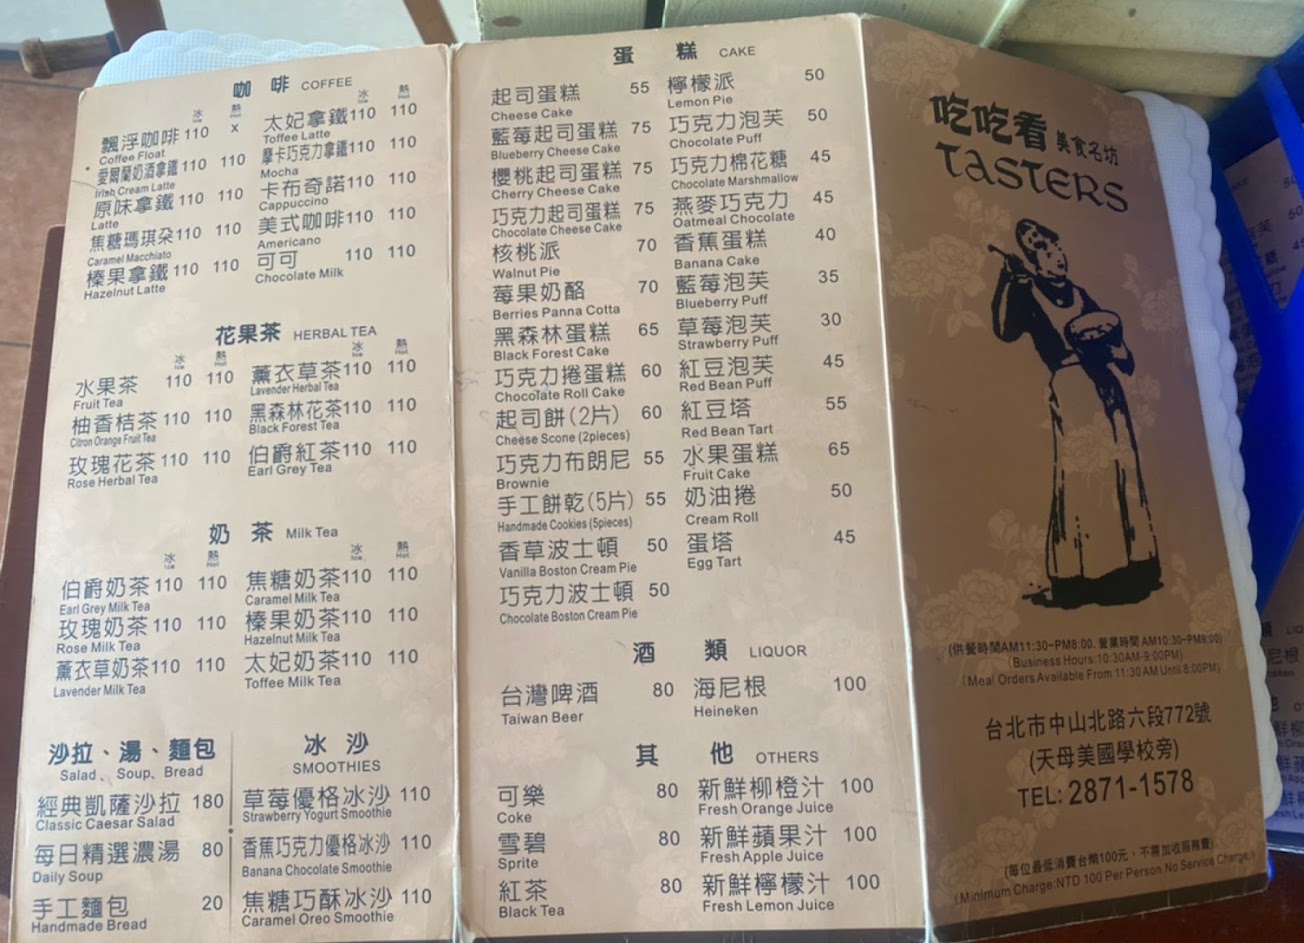 咖 啡 COFFEE
冰 Ice 熱 Hot
飄浮咖啡 110 x
Coffee Float
愛爾蘭奶酒拿鐵 110 110
Irish Cream Latte
原味拿鐵 110 110
Latte
焦糖瑪琪朵 110 110
Caramel Macchiato
榛果拿鐵 110 110
Hazelnut Latte
冰 Ice 熱 Hot
太妃拿鐵 110 110
Toffee Latte
摩卡巧克力拿鐵 110 110
Mocha
卡布奇諾 110 110
Cappuccino
美式咖啡 110 110
Americano
可可 110 110
Chocolate Milk
花果茶 HERBAL TEA
冰 Ice 熱 Hot
水果茶 110 110
Fruit Tea
柚香桔茶 110 110
Citron Orange Fruit Tea
玫瑰花茶 110 110
Rose Herbal Tea
冰 Ice 熱 Hot
薰衣草茶 110 110
Lavender Herbal Tea
黑森林花茶 110 110
Black Forest Tea
伯爵紅茶 110 110
Earl Grey Tea
奶 茶 Milk Tea
冰 Ice 熱 Hot
伯爵奶茶 110 110
Earl Grey Milk Tea
玫瑰奶茶 110 110
Rose Milk Tea
薰衣草奶茶 110 110
Lavender Milk Tea
冰 Ice 熱 Hot
焦糖奶茶 110 110
Caramel Milk Tea
榛果奶茶 110 110
Hazelnut Milk Tea
太妃奶茶 110 110
Toffee Milk Tea
沙拉、湯、麵包
Salad、Soup、Bread
經典凱薩沙拉 180
Classic Caesar Salad
每日精選濃湯 80
Daily Soup
手工麵包 20
Handmade Bread
冰 沙
SMOOTHIES
草莓優格冰沙 110
Strawberry Yogurt Smoothie
香蕉巧克力優格冰沙 110
Banana Chocolate Smoothie
焦糖巧酥冰沙 110
Caramel Oreo Smoothie
蛋 糕 CAKE
起司蛋糕 55
Cheese Cake
藍莓起司蛋糕 75
Blueberry Cheese Cake
櫻桃起司蛋糕 75
Cherry Cheese Cake
巧克力起司蛋糕 75
Chocolate Cheese Cake
核桃派 70
Walnut Pie
莓果奶酪 70
Berries Panna Cotta
黑森林蛋糕 65
Black Forest Cake
巧克力捲蛋糕 60
Chocolate Roll Cake
起司餅(2片) 60
Cheese Scone (2pieces)
巧克力布朗尼 55
Brownie
手工餅乾(5片) 55
Handmade Cookies (5pieces)
香草波士頓 50
Vanilla Boston Cream Pie
巧克力波士頓 50
Chocolate Boston Cream Pie
檸檬派 50
Lemon Pie
巧克力泡芙 50
Chocolate Puff
巧克力棉花糖 45
Chocolate Marshmallow
燕麥巧克力 45
Oatmeal Chocolate
香蕉蛋糕 40
Banana Cake
藍莓泡芙 35
Blueberry Puff
草莓泡芙 30
Strawberry Puff
紅豆泡芙 45
Red Bean Puff
紅豆塔 55
Red Bean Tart
水果蛋糕 65
Fruit Cake
奶油捲 50
Cream Roll
蛋塔 45
Egg Tart
酒 類 LIQUOR
台灣啤酒 80
Taiwan Beer
海尼根 100
Heineken
其 他 OTHERS
可樂 80
Coke
雪碧 80
Sprite
紅茶 80
Black Tea
新鮮柳橙汁 100
Fresh Orange Juice
新鮮蘋果汁 100
Fresh Apple Juice
新鮮檸檬汁 100
Fresh Lemon Juice
吃吃看 美食名坊
TASTERS
(供餐時間AM11:30~PM8:00. 營業時間 AM10:30~PM9:00)
(Business Hours:10:30AM-9:00PM)
(Meal Orders Available From 11:30 AM Until 8:00PM)
台北市中山北路六段772號
(天母美國學校旁)
TEL: 2871-1578
(每位最低消費台幣100元、不需加收服務費)
(Minimum Charge:NTD 100 Per Person.No Service Charge.)